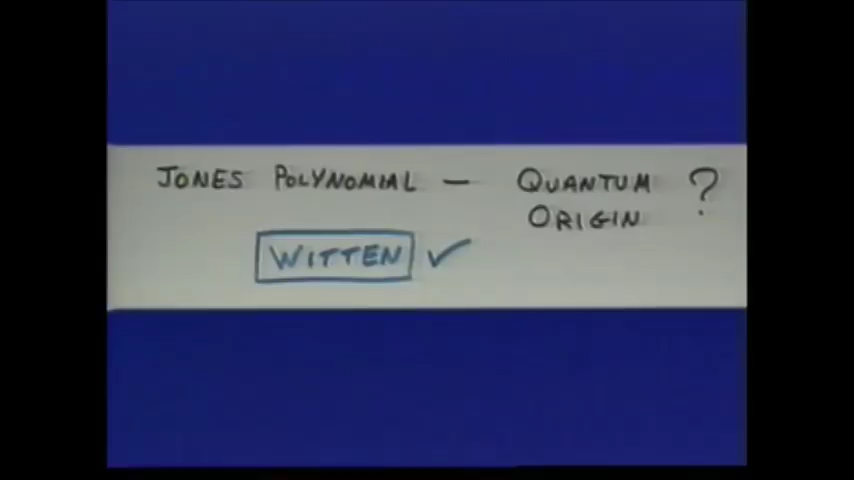 JONES POLYNOMIAL — QUANTUM ?
ORIGIN
WITTEN ✓